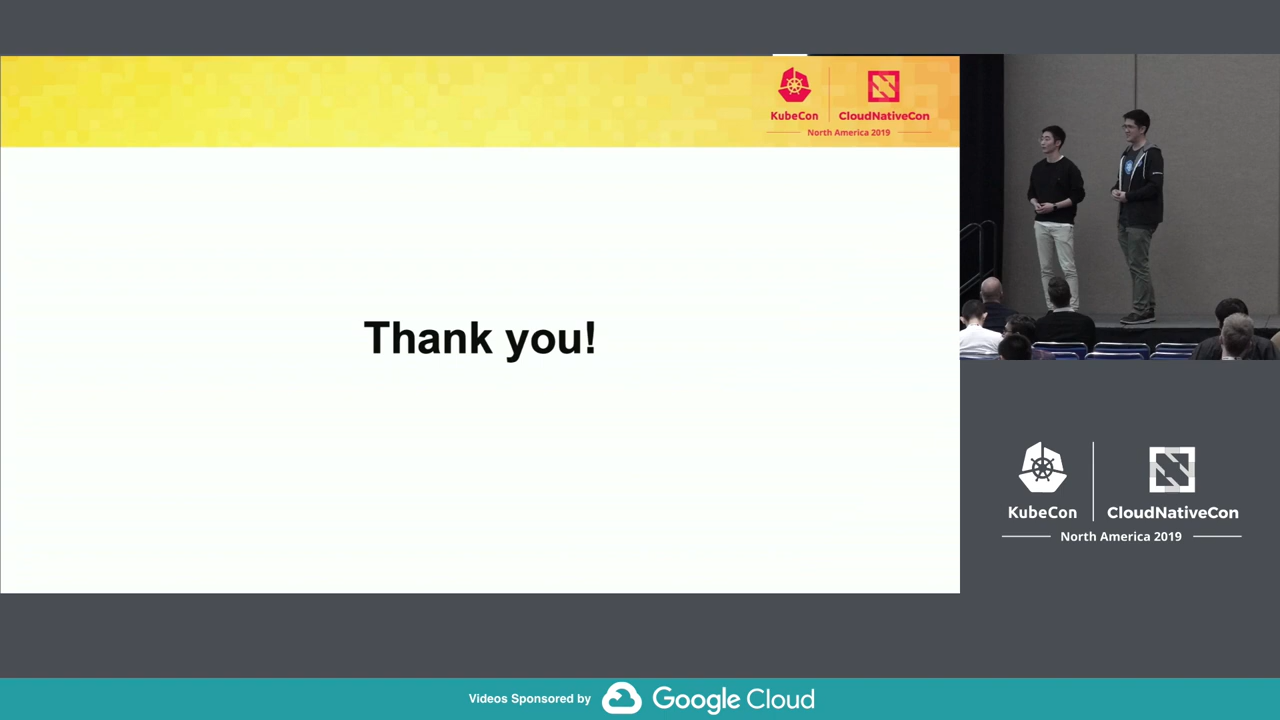 KubeCon
CloudNativeCon
North America 2019
Thank you!
KubeCon
CloudNativeCon
North America 2019
Videos Sponsored by Google Cloud